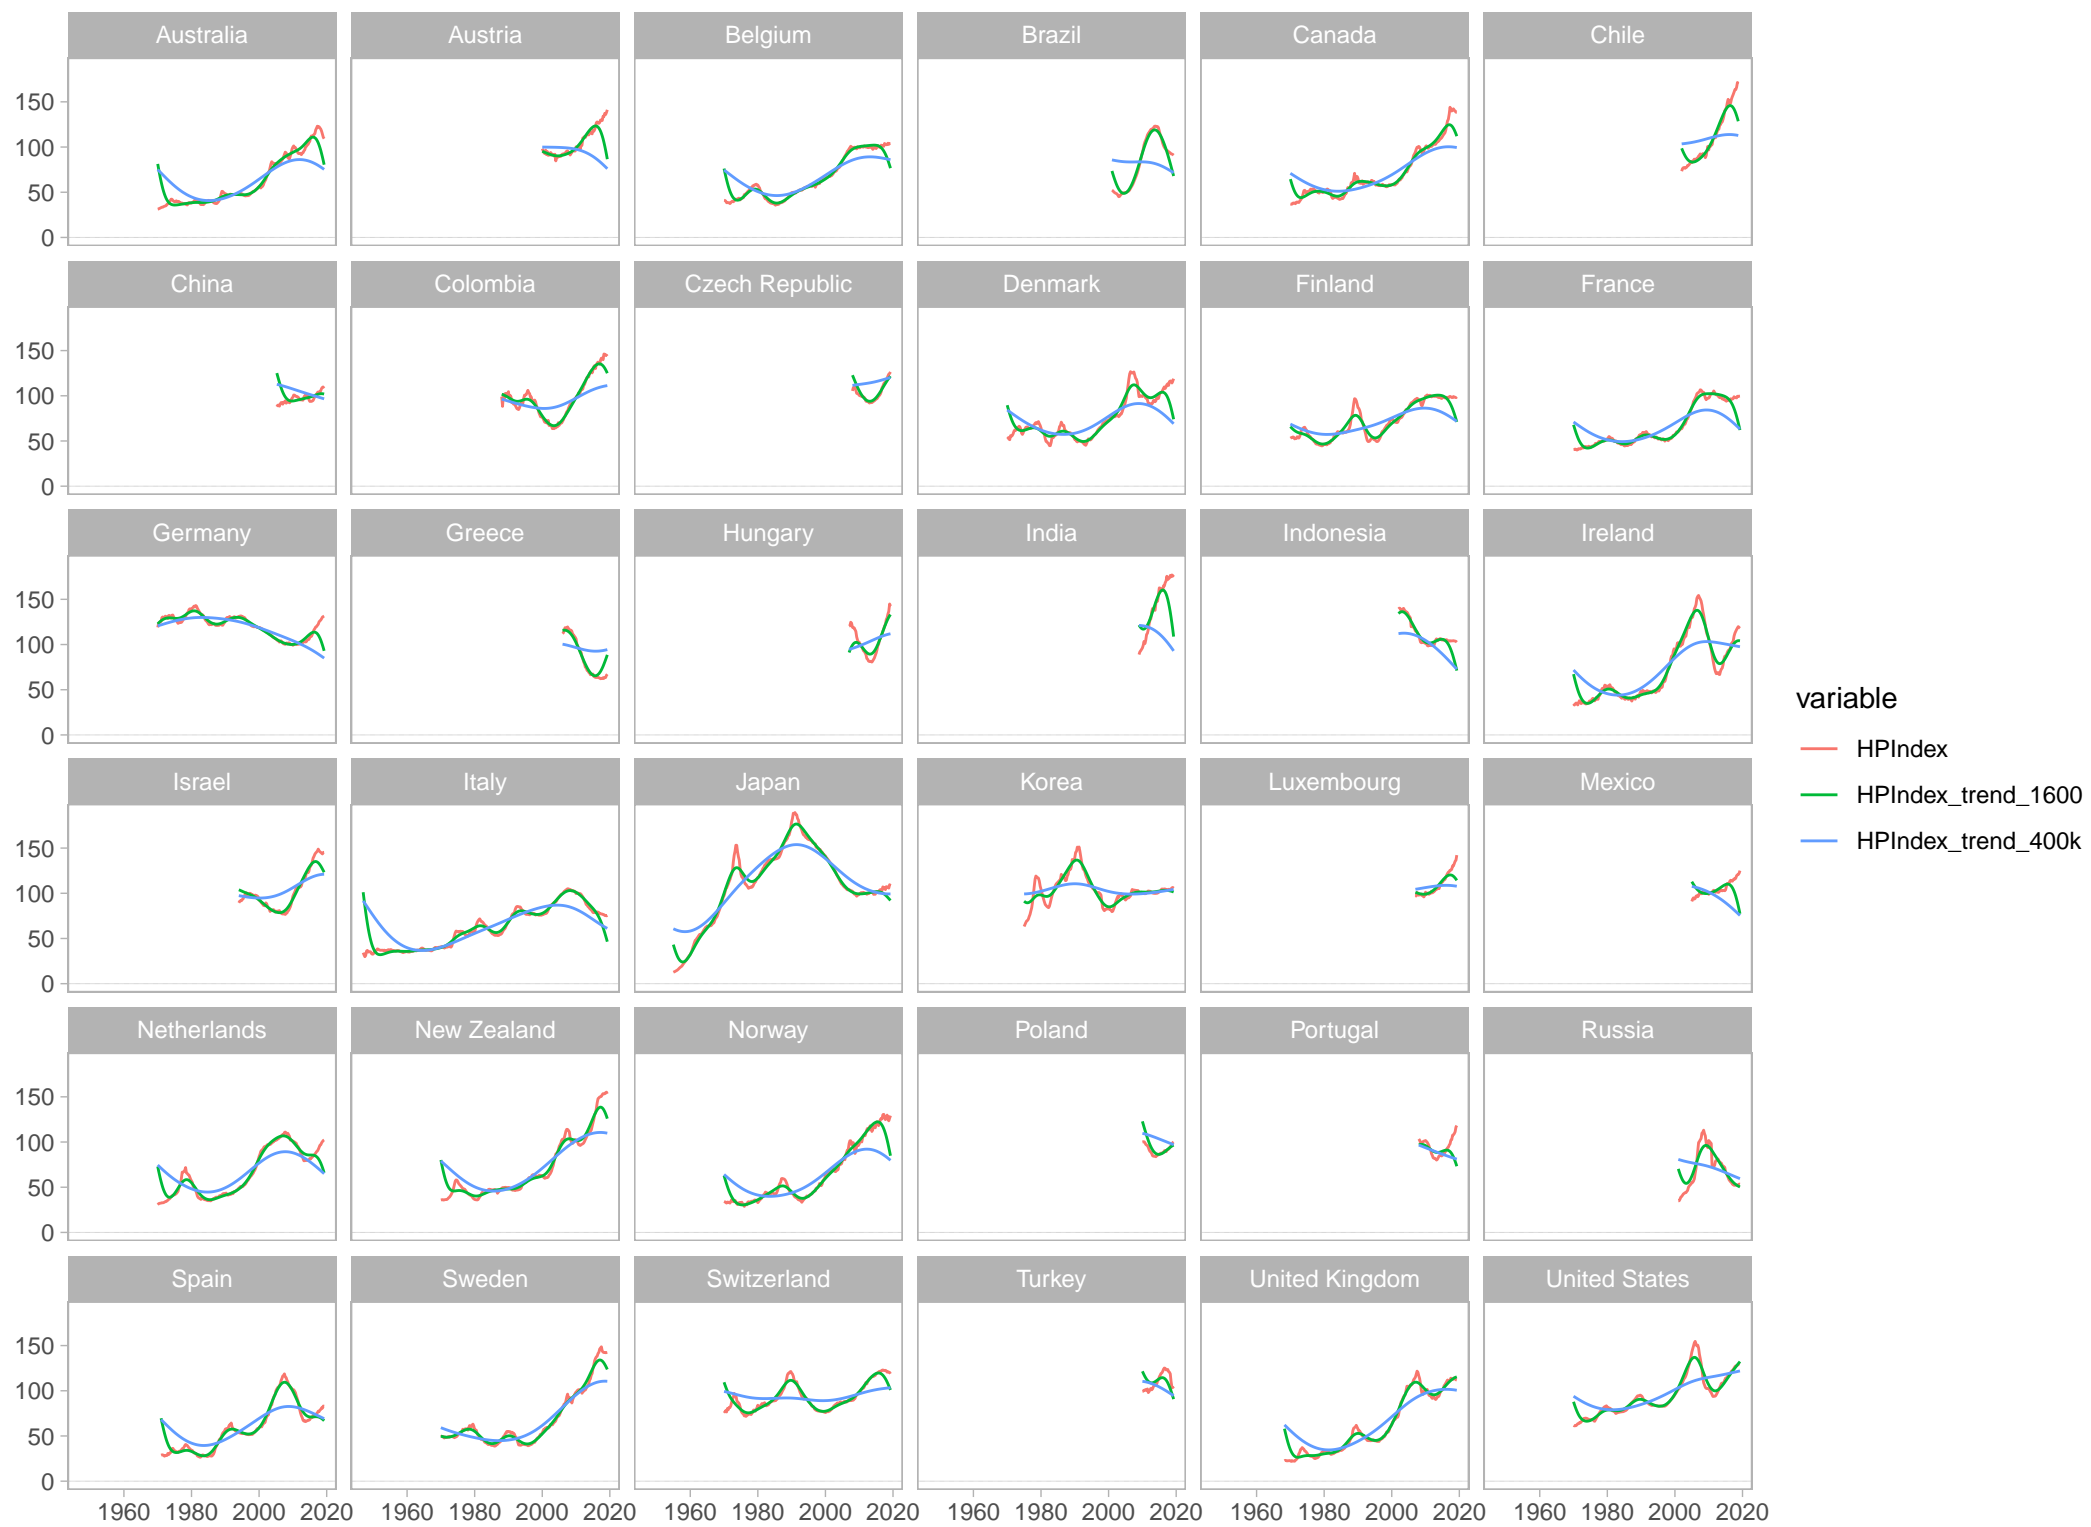 Australia Austria Belgium Brazil Canada Chile
150
100
50
0
China Colombia Czech Republic Denmark Finland France
150
100
50
0
Germany Greece Hungary India Indonesia Ireland
150
100
50
0
variable
HPIndex
HPIndex_trend_1600
HPIndex_trend_400k
Israel Italy Japan Korea Luxembourg Mexico
150
100
50
0
Netherlands New Zealand Norway Poland Portugal Russia
150
100
50
0
Spain Sweden Switzerland Turkey United Kingdom United States
150
100
50
0
1960 1980 2000 2020 1960 1980 2000 2020 1960 1980 2000 2020 1960 1980 2000 2020 1960 1980 2000 2020 1960 1980 2000 2020